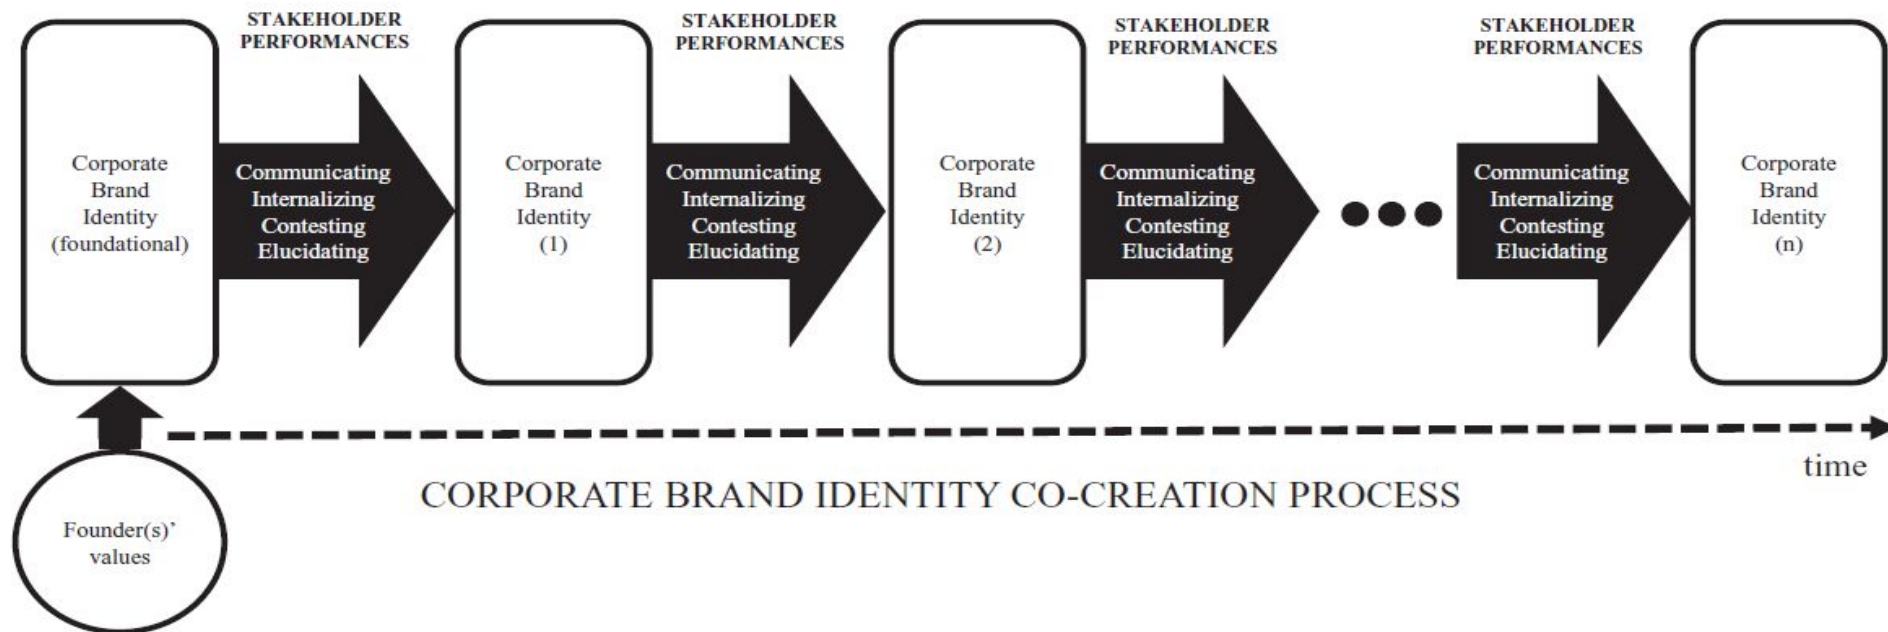 STAKEHOLDER
PERFORMANCES
STAKEHOLDER
PERFORMANCES
STAKEHOLDER
PERFORMANCES
STAKEHOLDER
PERFORMANCES
Corporate
Brand
Identity
(foundational)
Communicating
Internalizing
Contesting
Elucidating
Corporate
Brand
Identity
(1)
Communicating
Internalizing
Contesting
Elucidating
Corporate
Brand
Identity
(2)
Communicating
Internalizing
Contesting
Elucidating
Communicating
Internalizing
Contesting
Elucidating
Corporate
Brand
Identity
(n)
time
CORPORATE BRAND IDENTITY CO-CREATION PROCESS
Founder(s)’
values